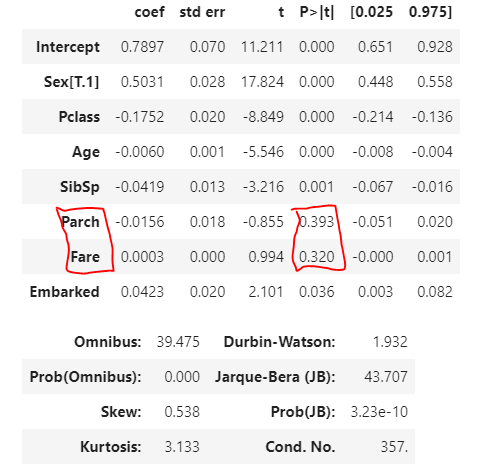 coef std err t P>|t| [0.025 0.975]
Intercept 0.7897 0.070 11.211 0.000 0.651 0.928
Sex[T.1] 0.5031 0.028 17.824 0.000 0.448 0.558
Pclass -0.1752 0.020 -8.849 0.000 -0.214 -0.136
Age -0.0060 0.001 -5.546 0.000 -0.008 -0.004
SibSp -0.0419 0.013 -3.216 0.001 -0.067 -0.016
Parch -0.0156 0.018 -0.855 0.393 -0.051 0.020
Fare 0.0003 0.000 0.994 0.320 -0.000 0.001
Embarked 0.0423 0.020 2.101 0.036 0.003 0.082
Omnibus: 39.475 Durbin-Watson: 1.932
Prob(Omnibus): 0.000 Jarque-Bera (JB): 43.707
Skew: 0.538 Prob(JB): 3.23e-10
Kurtosis: 3.133 Cond. No. 357.